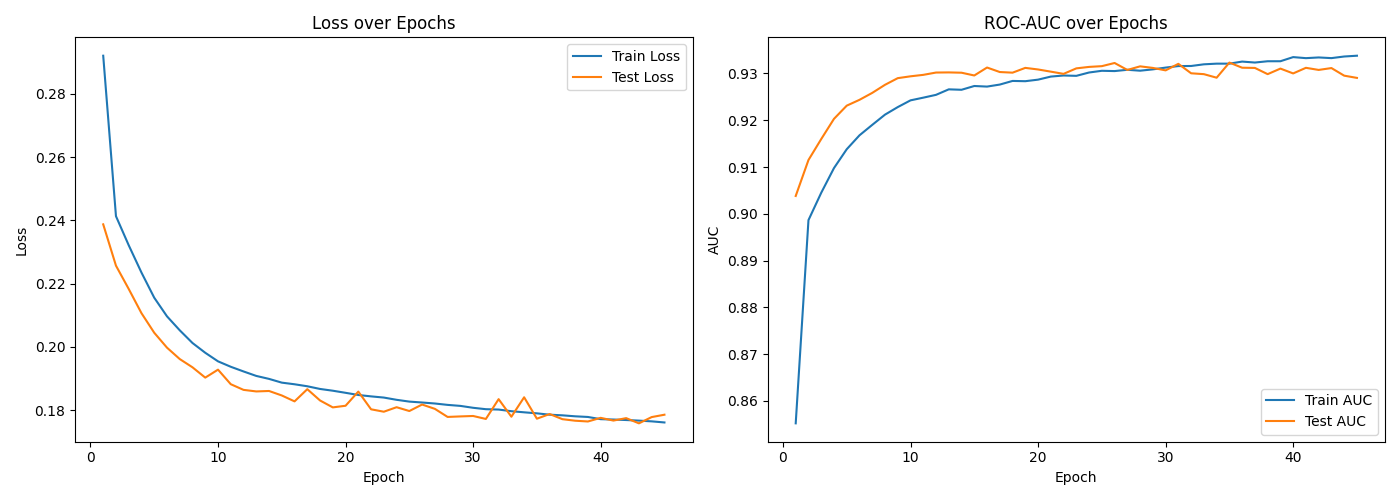 Loss over Epochs
Train Loss
Test Loss
0.28
0.26
0.24
0.22
0.20
0.18
Loss
0
10
20
30
40
Epoch
ROC-AUC over Epochs
0.93
0.92
0.91
0.90
0.89
0.88
0.87
0.86
AUC
Train AUC
Test AUC
0
10
20
30
40
Epoch